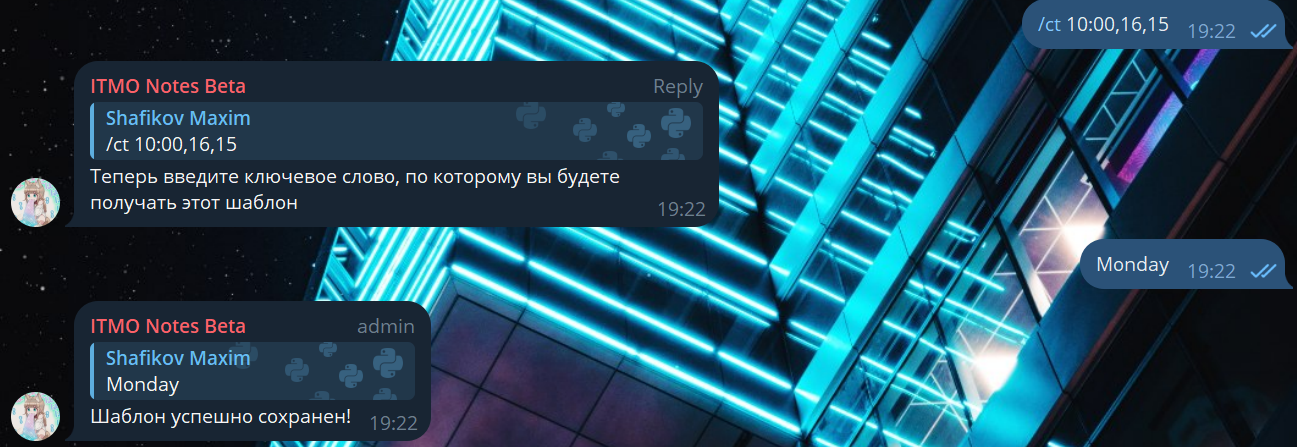 /ct 10:00,16,15 19:22
ITMO Notes Beta Reply
Shafikov Maxim
/ct 10:00,16,15
Теперь введите ключевое слово, по которому вы будете
получать этот шаблон 19:22
Monday 19:22
ITMO Notes Beta admin
Shafikov Maxim
Monday
Шаблон успешно сохранен! 19:22